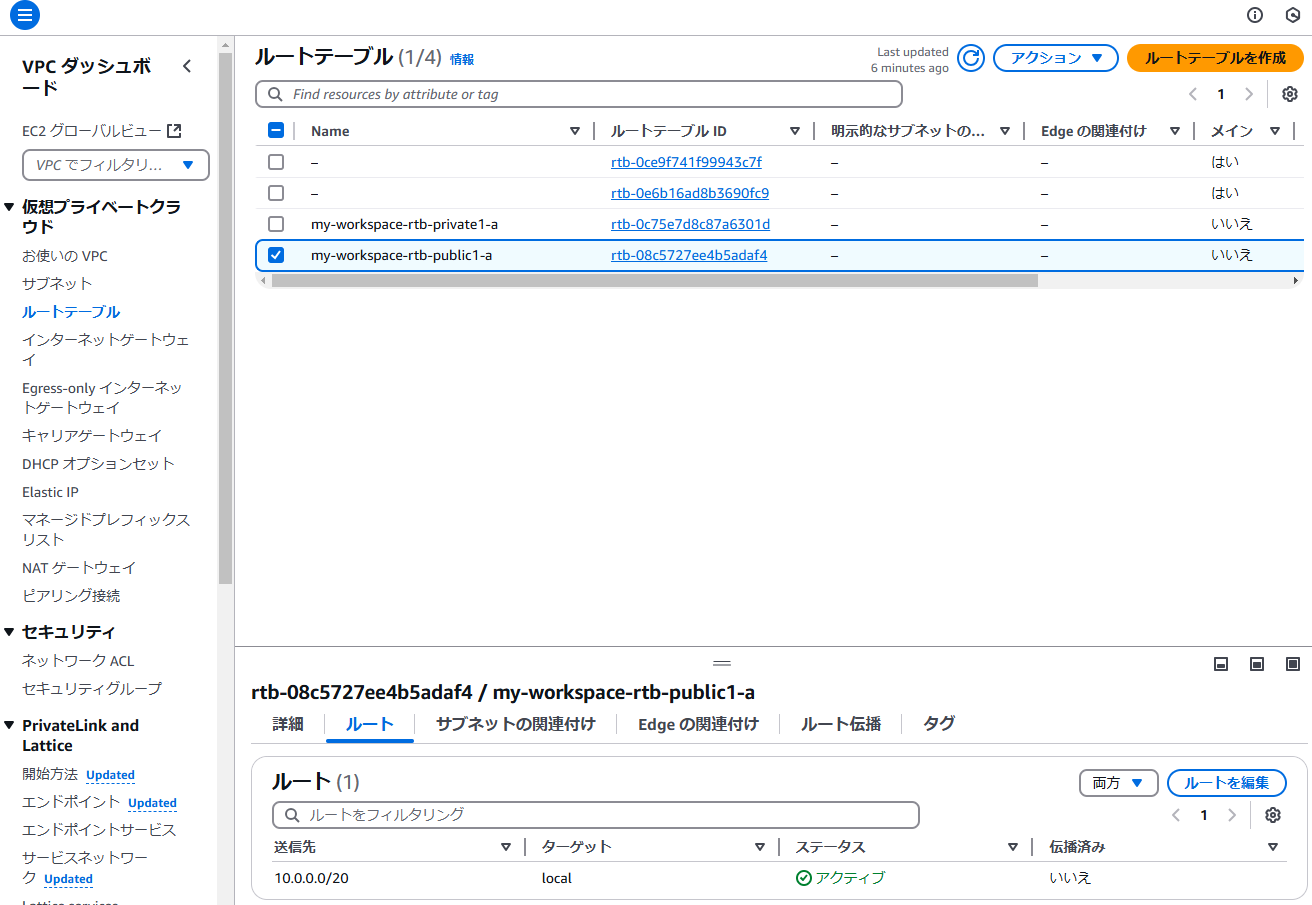 VPC ダッシュボ
ード
EC2 グローバルビュー
VPC でフィルタリ...
仮想プライベートクラ
ウド
お使いの VPC
サブネット
ルートテーブル
インターネットゲートウェ
イ
Egress-only インターネッ
トゲートウェイ
キャリアゲートウェイ
DHCP オプションセット
Elastic IP
マネージドプレフィックス
リスト
NAT ゲートウェイ
ピアリング接続
セキュリティ
ネットワーク ACL
セキュリティグループ
PrivateLink and
Lattice
開始方法 Updated
エンドポイント Updated
エンドポイントサービス
サービスネットワー
ク Updated
Lattice services
ルートテーブル (1/4) 情報
Last updated
6 minutes ago
アクション
ルートテーブルを作成
Find resources by attribute or tag
1
Name ルートテーブル ID 明示的なサブネットの... Edge の関連付け メイン
– rtb-0ce9f741f99943c7f – – はい
– rtb-0e6b16ad8b3690fc9 – – はい
my-workspace-rtb-private1-a rtb-0c75e7d8c87a6301d – – いいえ
my-workspace-rtb-public1-a rtb-08c5727ee4b5adaf4 – – いいえ
rtb-08c5727ee4b5adaf4 / my-workspace-rtb-public1-a
詳細 ルート サブネットの関連付け Edge の関連付け ルート伝播 タグ
ルート (1)
両方
ルートを編集
ルートをフィルタリング
1
送信先 ターゲット ステータス 伝播済み
10.0.0.0/20 local アクティブ いいえ